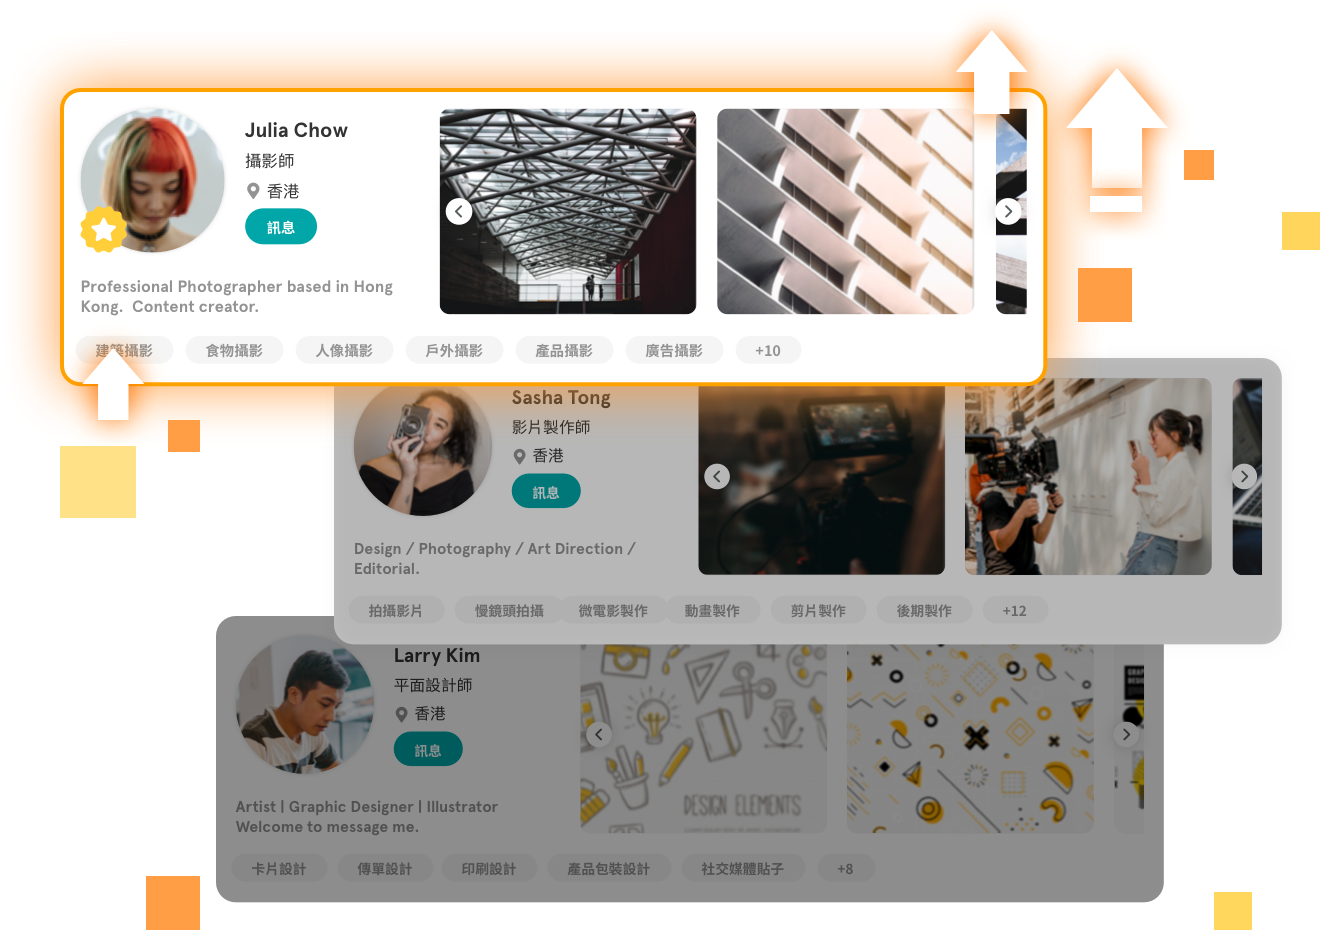 Julia Chow
攝影師
香港
訊息
Professional Photographer based in Hong
Kong. Content creator.
建築攝影 食物攝影 人像攝影 戶外攝影 產品攝影 廣告攝影 +10
Sasha Tong
影片製作師
香港
訊息
Design / Photography / Art Direction /
Editorial.
拍攝影片 慢鏡頭拍攝 微電影製作 動畫製作 剪片製作 後期製作 +12
Larry Kim
平面設計師
香港
訊息
Artist | Graphic Designer | Illustrator
Welcome to message me.
DESIGN ELEMENTS
卡片設計 傳單設計 印刷設計 產品包裝設計 社交媒體貼子 +8